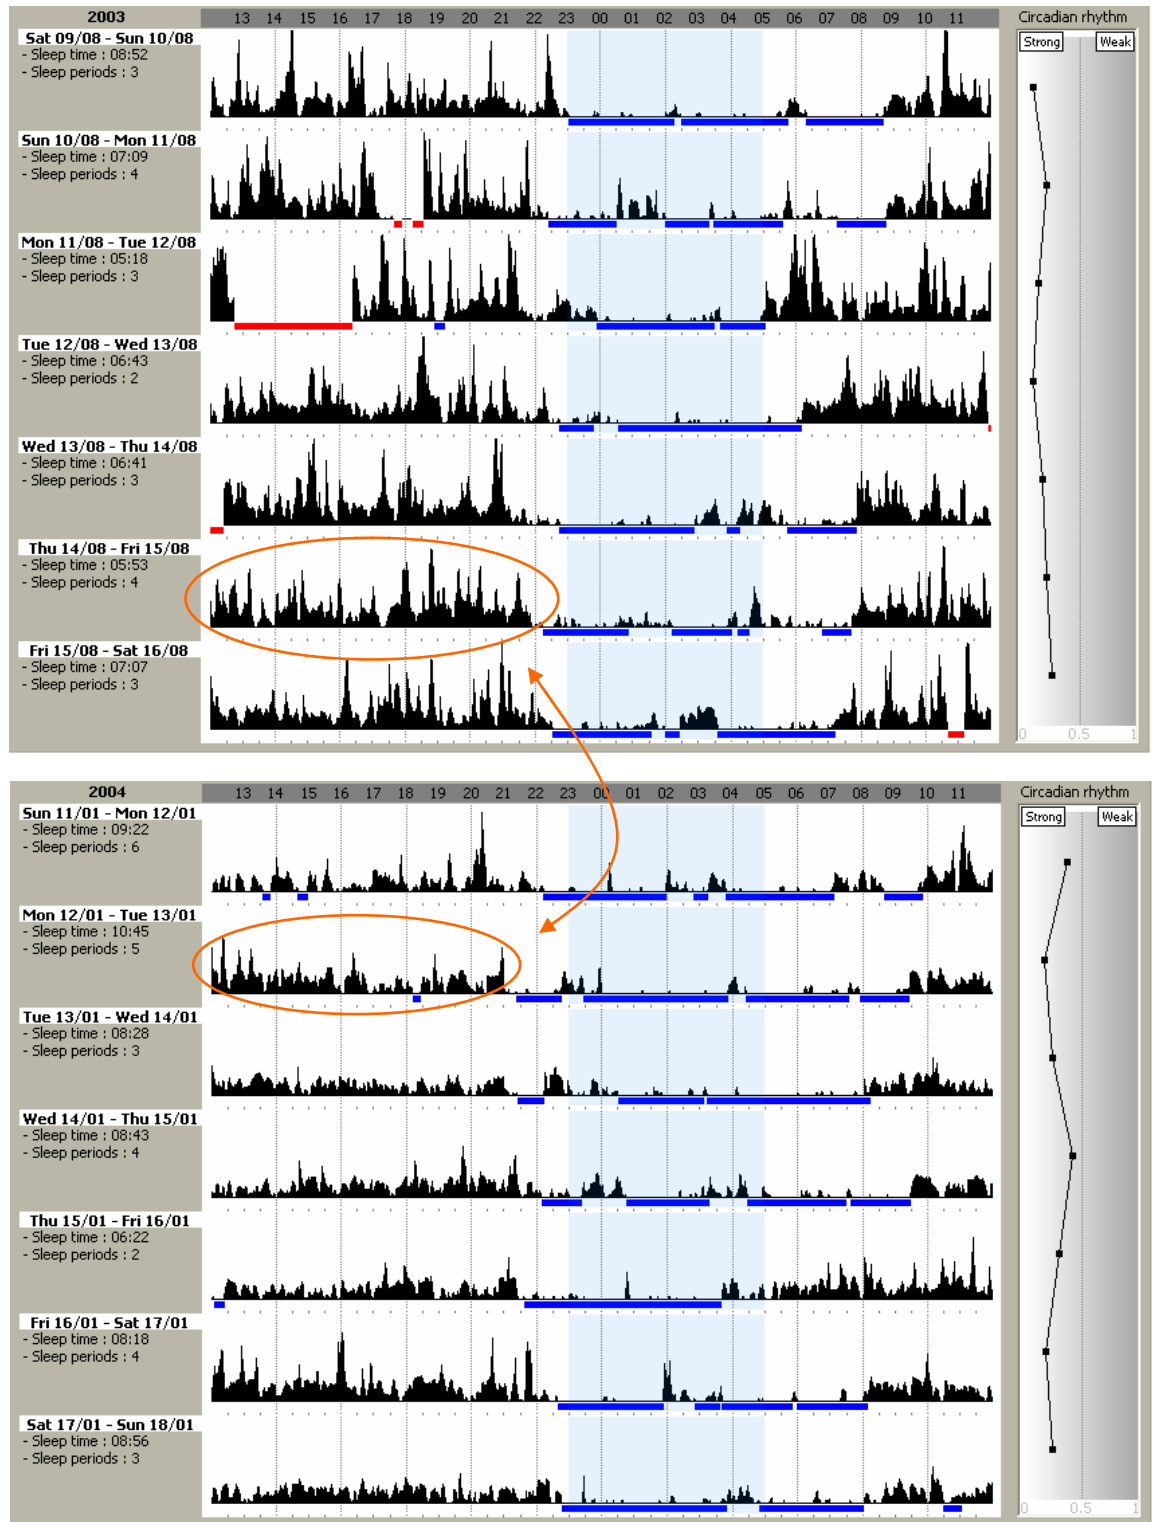 2003 13 14 15 16 17 18 19 20 21 22 23 00 01 02 03 04 05 06 07 08 09 10 11 Circadian rhythm
Strong Weak
Sat 09/08 - Sun 10/08
- Sleep time : 08:52
- Sleep periods : 3
Sun 10/08 - Mon 11/08
- Sleep time : 07:09
- Sleep periods : 4
Mon 11/08 - Tue 12/08
- Sleep time : 05:18
- Sleep periods : 3
Tue 12/08 - Wed 13/08
- Sleep time : 06:43
- Sleep periods : 2
Wed 13/08 - Thu 14/08
- Sleep time : 06:41
- Sleep periods : 3
Thu 14/08 - Fri 15/08
- Sleep time : 05:53
- Sleep periods : 4
Fri 15/08 - Sat 16/08
- Sleep time : 07:07
- Sleep periods : 3
0 0.5 1
2004 13 14 15 16 17 18 19 20 21 22 23 00 01 02 03 04 05 06 07 08 09 10 11 Circadian rhythm
Strong Weak
Sun 11/01 - Mon 12/01
- Sleep time : 09:22
- Sleep periods : 6
Mon 12/01 - Tue 13/01
- Sleep time : 10:45
- Sleep periods : 5
Tue 13/01 - Wed 14/01
- Sleep time : 08:28
- Sleep periods : 3
Wed 14/01 - Thu 15/01
- Sleep time : 08:43
- Sleep periods : 4
Thu 15/01 - Fri 16/01
- Sleep time : 06:22
- Sleep periods : 2
Fri 16/01 - Sat 17/01
- Sleep time : 08:18
- Sleep periods : 4
Sat 17/01 - Sun 18/01
- Sleep time : 08:56
- Sleep periods : 3
0 0.5 1